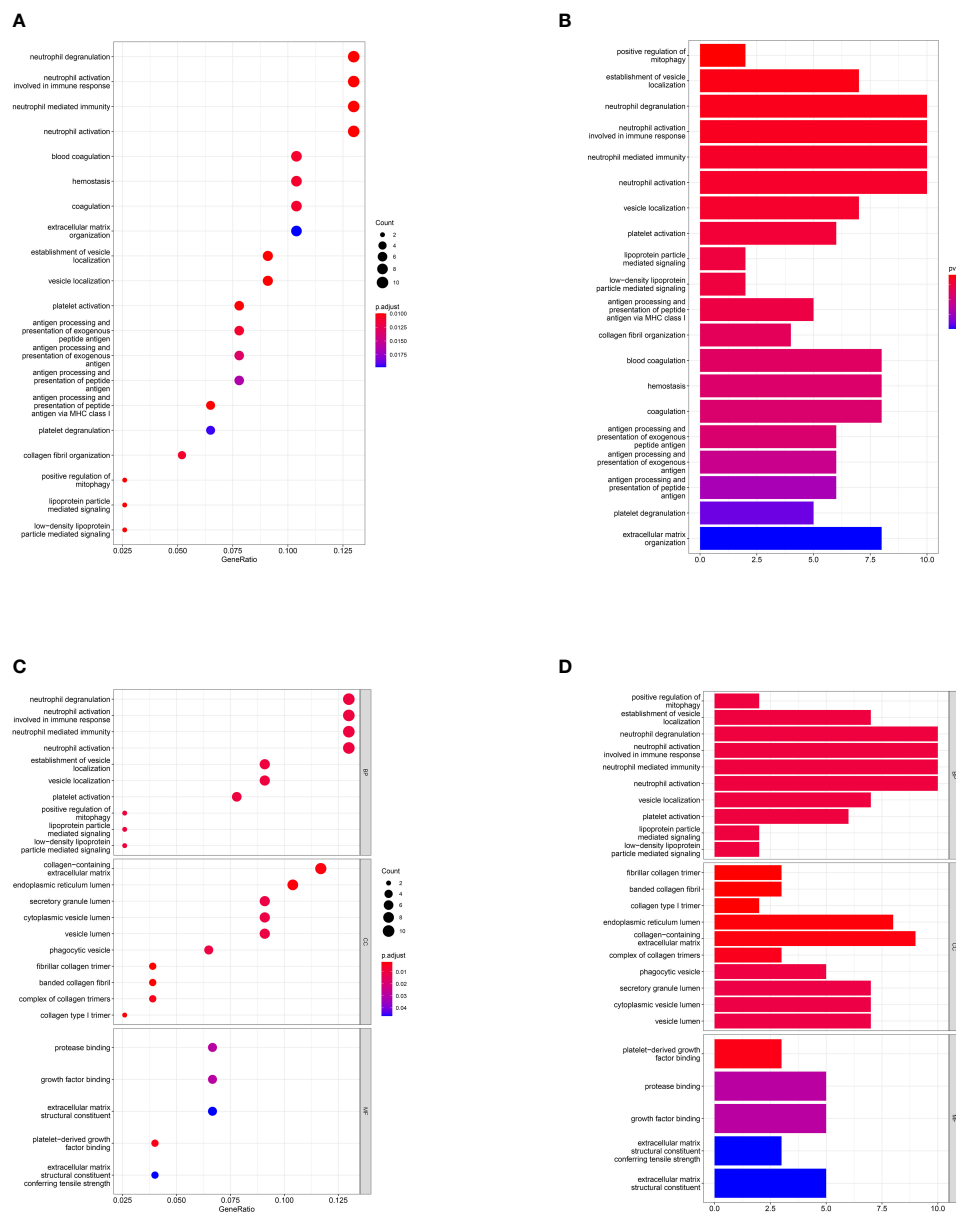 A
neutrophil degranulation
neutrophil activation
involved in immune response
neutrophil mediated immunity
neutrophil activation
blood coagulation
hemostasis
coagulation
extracellular matrix
organization
establishment of vesicle
localization
vesicle localization
platelet activation
antigen processing and
presentation of exogenous
peptide antigen
antigen processing and
presentation of exogenous
antigen
antigen processing and
presentation of peptide
antigen
antigen processing and
presentation of peptide
antigen via MHC class I
platelet degranulation
collagen fibril organization
positive regulation of
mitophagy
lipoprotein particle
mediated signaling
low−density lipoprotein
particle mediated signaling
0.025 0.050 0.075 0.100 0.125
GeneRatio
Count
2
4
6
8
10
p.adjust
0.0100
0.0125
0.0150
0.0175
B
positive regulation of
mitophagy
establishment of vesicle
localization
neutrophil degranulation
neutrophil activation
involved in immune response
neutrophil mediated immunity
neutrophil activation
vesicle localization
platelet activation
lipoprotein particle
mediated signaling
low−density lipoprotein
particle mediated signaling
antigen processing and
presentation of peptide
antigen via MHC class I
collagen fibril organization
blood coagulation
hemostasis
coagulation
antigen processing and
presentation of exogenous
peptide antigen
antigen processing and
presentation of exogenous
antigen
antigen processing and
presentation of peptide
antigen
platelet degranulation
extracellular matrix
organization
0.0 2.5 5.0 7.5 10.0
pv
C
neutrophil degranulation
neutrophil activation
involved in immune response
neutrophil mediated immunity
neutrophil activation
establishment of vesicle
localization
vesicle localization
platelet activation
positive regulation of
mitophagy
lipoprotein particle
mediated signaling
low−density lipoprotein
particle mediated signaling
BP
collagen−containing
extracellular matrix
endoplasmic reticulum lumen
secretory granule lumen
cytoplasmic vesicle lumen
vesicle lumen
phagocytic vesicle
fibrillar collagen trimer
banded collagen fibril
complex of collagen trimers
collagen type I trimer
CC
protease binding
growth factor binding
extracellular matrix
structural constituent
platelet−derived growth
factor binding
extracellular matrix
structural constituent
conferring tensile strength
MF
0.025 0.050 0.075 0.100 0.125
GeneRatio
Count
2
4
6
8
10
p.adjust
0.01
0.02
0.03
0.04
D
positive regulation of
mitophagy
establishment of vesicle
localization
neutrophil degranulation
neutrophil activation
involved in immune response
neutrophil mediated immunity
neutrophil activation
vesicle localization
platelet activation
lipoprotein particle
mediated signaling
low−density lipoprotein
particle mediated signaling
fibrillar collagen trimer
banded collagen fibril
collagen type I trimer
endoplasmic reticulum lumen
collagen−containing
extracellular matrix
complex of collagen trimers
phagocytic vesicle
secretory granule lumen
cytoplasmic vesicle lumen
vesicle lumen
platelet−derived growth
factor binding
protease binding
growth factor binding
extracellular matrix
structural constituent
conferring tensile strength
extracellular matrix
structural constituent
0.0 2.5 5.0 7.5 10.0